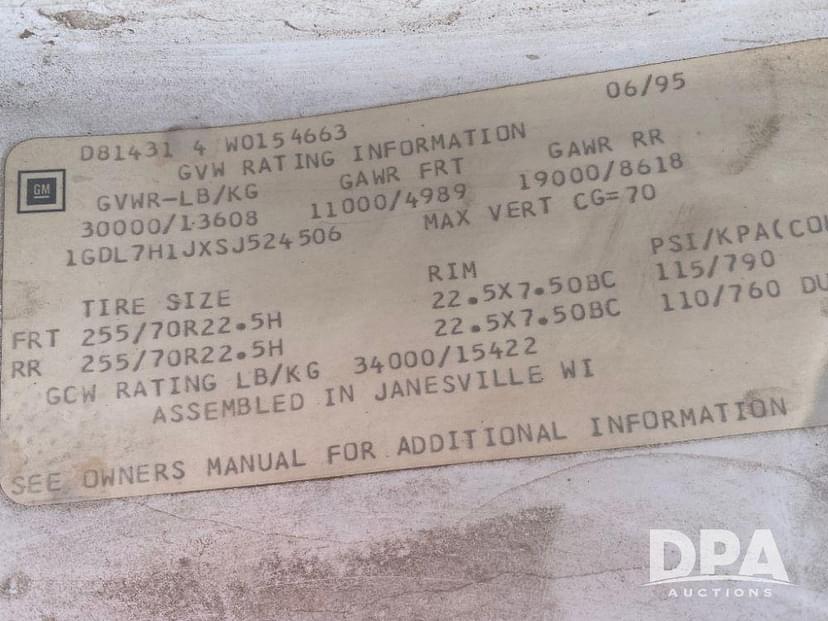 06/95
D81431 4 W0154663
GVW RATING INFORMATION
GM
GVWR-LB/KG GAWR FRT GAWR RR
30000/13608 11000/4989 19000/8618
1GDL7H1JXSJ524506 MAX VERT CG=70
TIRE SIZE RIM PSI/KPA(COL
FRT 255/70R22.5H 22.5X7.50BC 115/790
RR 255/70R22.5H 22.5X7.50BC 110/760 DU
GCW RATING LB/KG 34000/15422
ASSEMBLED IN JANESVILLE WI
SEE OWNERS MANUAL FOR ADDITIONAL INFORMATION
DPA
AUCTIONS